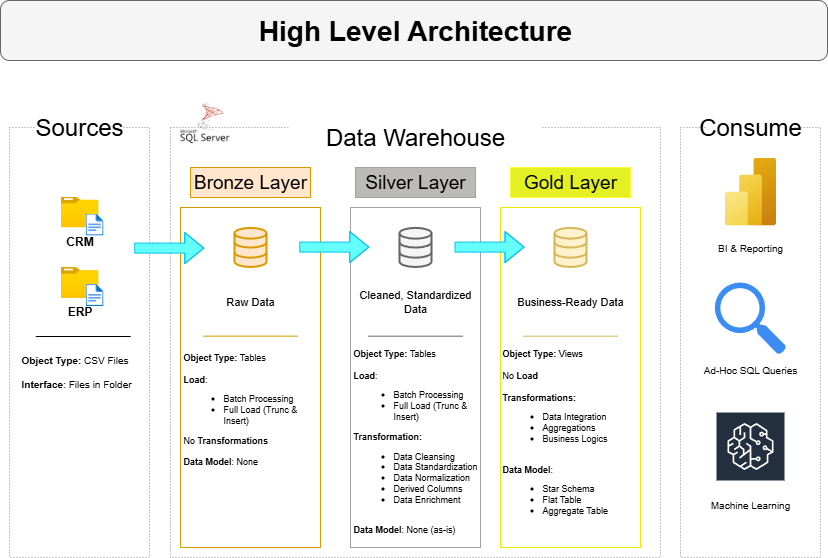 High Level Architecture
Sources
CRM
ERP
Object Type: CSV Files
Interface: Files in Folder
Microsoft
SQL Server
Data Warehouse
Bronze Layer
Raw Data
Object Type: Tables
Load:
• Batch Processing
• Full Load (Trunc &
Insert)
No Transformations
Data Model: None
Silver Layer
Cleaned, Standardized
Data
Object Type: Tables
Load:
• Batch Processing
• Full Load (Trunc &
Insert)
Transformation:
• Data Cleansing
• Data Standardization
• Data Normalization
• Derived Columns
• Data Enrichment
Data Model: None (as-is)
Gold Layer
Business-Ready Data
Object Type: Views
No Load
Transformations:
• Data Integration
• Aggregations
• Business Logics
Data Model:
• Star Schema
• Flat Table
• Aggregate Table
Consume
BI & Reporting
Ad-Hoc SQL Queries
Machine Learning